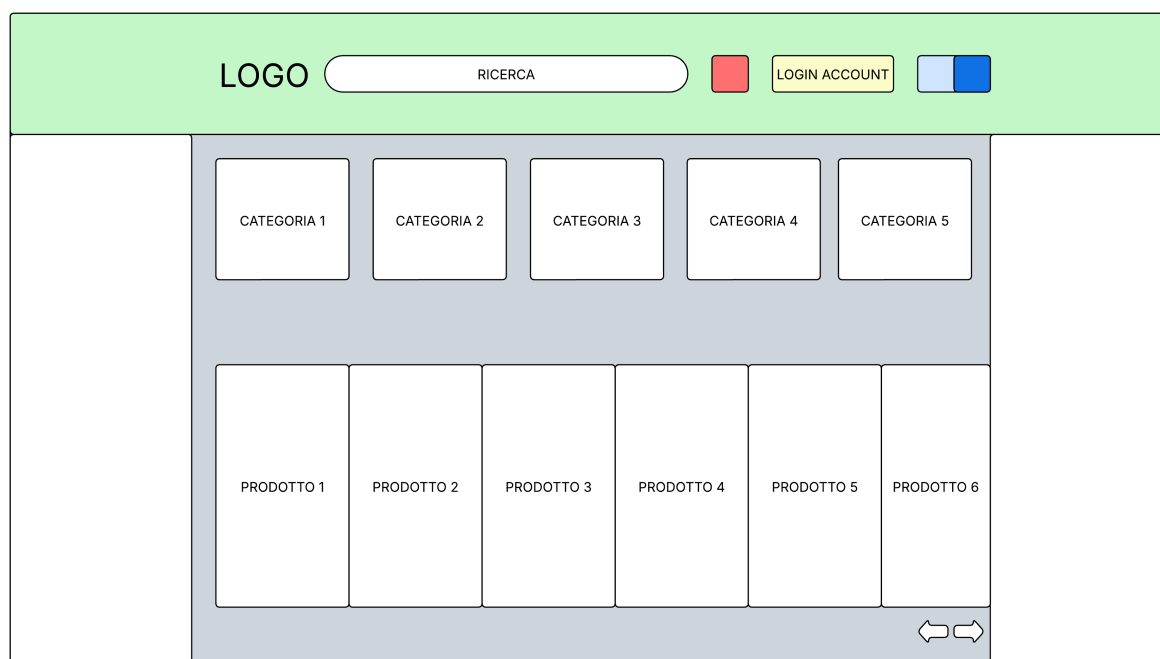 LOGO
RICERCA
LOGIN ACCOUNT
CATEGORIA 1
CATEGORIA 2
CATEGORIA 3
CATEGORIA 4
CATEGORIA 5
PRODOTTO 1
PRODOTTO 2
PRODOTTO 3
PRODOTTO 4
PRODOTTO 5
PRODOTTO 6